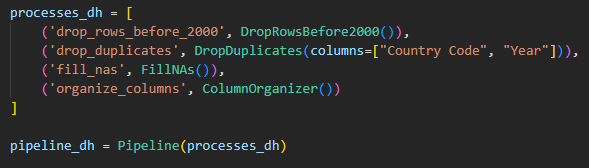 processes_dh = [
    ('drop_rows_before_2000', DropRowsBefore2000()),
    ('drop_duplicates', DropDuplicates(columns=["Country Code", "Year"])),
    ('fill_nas', FillNAs()),
    ('organize_columns', ColumnOrganizer())
]
pipeline_dh = Pipeline(processes_dh)